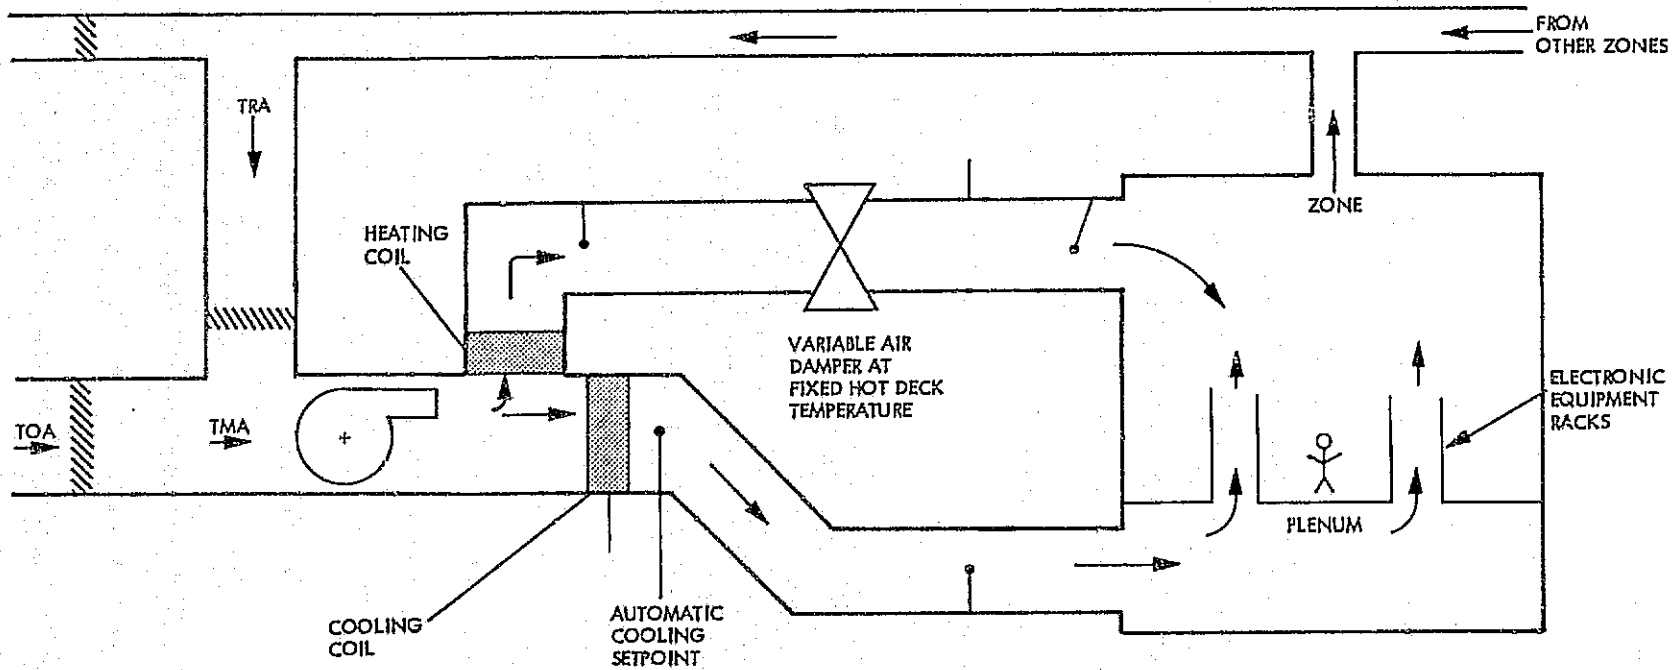 FROM
OTHER ZONES
TRA
ZONE
HEATING
COIL
VARIABLE AIR
DAMPER AT
FIXED HOT DECK
TEMPERATURE
ELECTRONIC
EQUIPMENT
RACKS
TOA
TMA
PLENUM
COOLING
COIL
AUTOMATIC
COOLING
SETPOINT